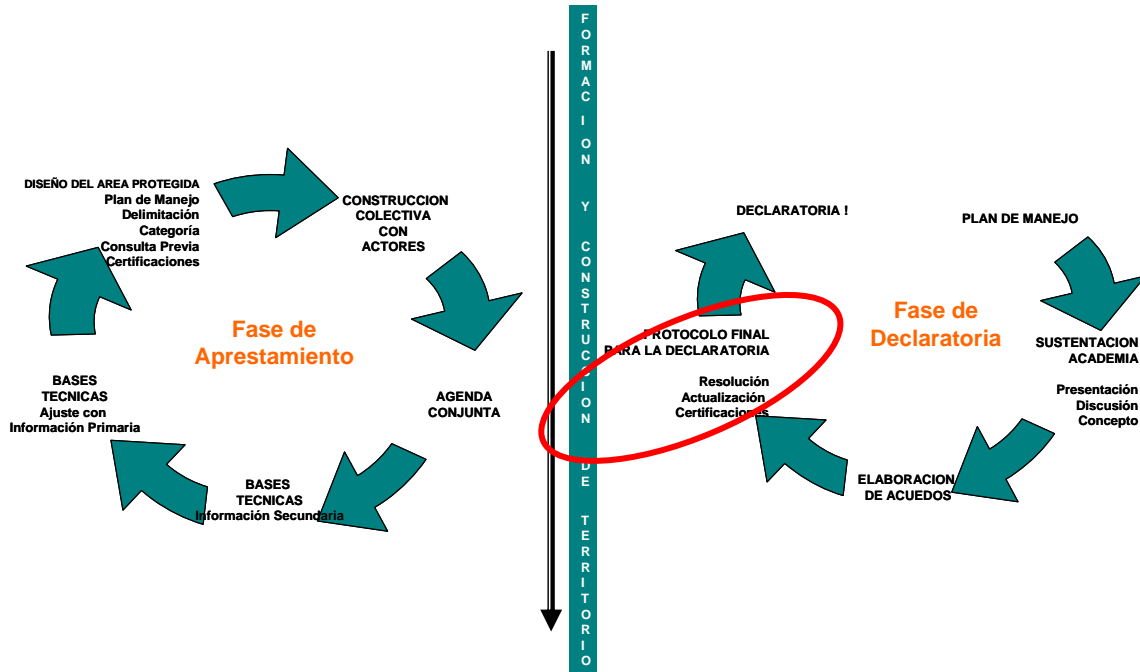 DISEÑO DEL AREA PROTEGIDA
Plan de Manejo
Delimitación
Categoría
Consulta Previa
Certificaciones
CONSTRUCCION
COLECTIVA
CON
ACTORES
Fase de
Aprestamiento
BASES
TECNICAS
Ajuste con
Información Primaria
AGENDA
CONJUNTA
BASES
TECNICAS
Información Secundaria
FORMACION Y CONSTRUCCION DE TERRITORIO
DECLARATORIA !
PLAN DE MANEJO
PROTOCOLO FINAL
PARA LA DECLARATORIA
Resolución
Actualización
Certificaciones
Fase de
Declaratoria
SUSTENTACION
ACADEMIA
Presentación
Discusión
Concepto
ELABORACION
DE ACUEDOS